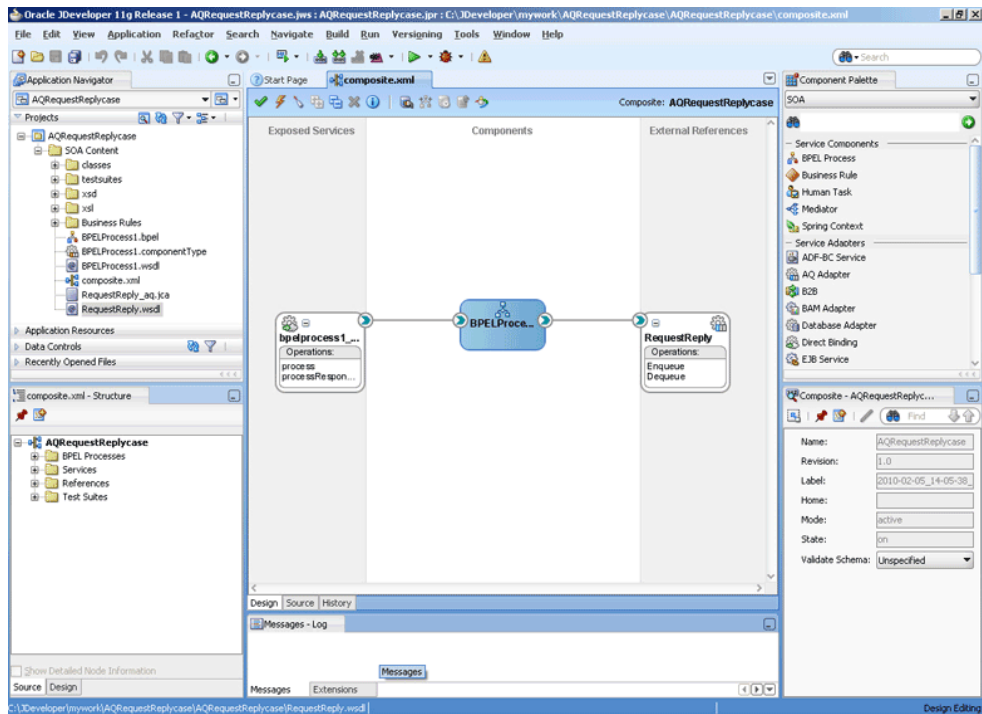 Oracle JDeveloper 11g Release 1 - AQRequestReplycase.jws : AQRequestReplycase.jpr : C:\JDeveloper\mywork\AQRequestReplycase\AQRequestReplycase\composite.xml
File Edit View Application Refactor Search Navigate Build Run Versioning Tools Window Help
Search
Application Navigator
AQRequestReplycase
Projects
AQRequestReplycase
SOA Content
classes
testsuites
xsd
xsl
Business Rules
BPELProcess1.bpel
BPELProcess1.componentType
BPELProcess1.wsdl
composite.xml
RequestReply_aq.jca
RequestReply.wsdl
Application Resources
Data Controls
Recently Opened Files
composite.xml - Structure
AQRequestReplycase
BPEL Processes
Services
References
Test Suites
Show Detailed Node Information
Source Design
Start Page composite.xml
Composite: AQRequestReplycase
Exposed Services Components External References
bpelprocess1_...
Operations:
process
processRespon...
BPELProce...
RequestReply
Operations:
Enqueue
Dequeue
Design Source History
Messages - Log
Messages
Messages Extensions
Component Palette
SOA
Service Components
BPEL Process
Business Rule
Human Task
Mediator
Spring Context
Service Adapters
ADF-BC Service
AQ Adapter
B2B
BAM Adapter
Database Adapter
Direct Binding
EJB Service
Composite - AQRequestReplyc...
Find
Name: AQRequestReplycase
Revision: 1.0
Label: 2010-02-05_14-05-38_
Home:
Mode: active
State: on
Validate Schema: Unspecified
C:\JDeveloper\mywork\AQRequestReplycase\AQRequestReplycase\RequestReply.wsdl
Design Editing